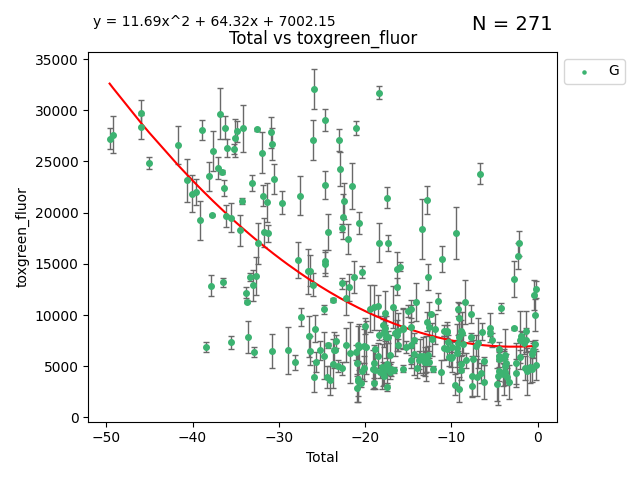 y = 11.69x^2 + 64.32x + 7002.15
N = 271
Total vs toxgreen_fluor
G
toxgreen_fluor
35000
30000
25000
20000
15000
10000
5000
0
−50
−40
−30
−20
−10
0
Total